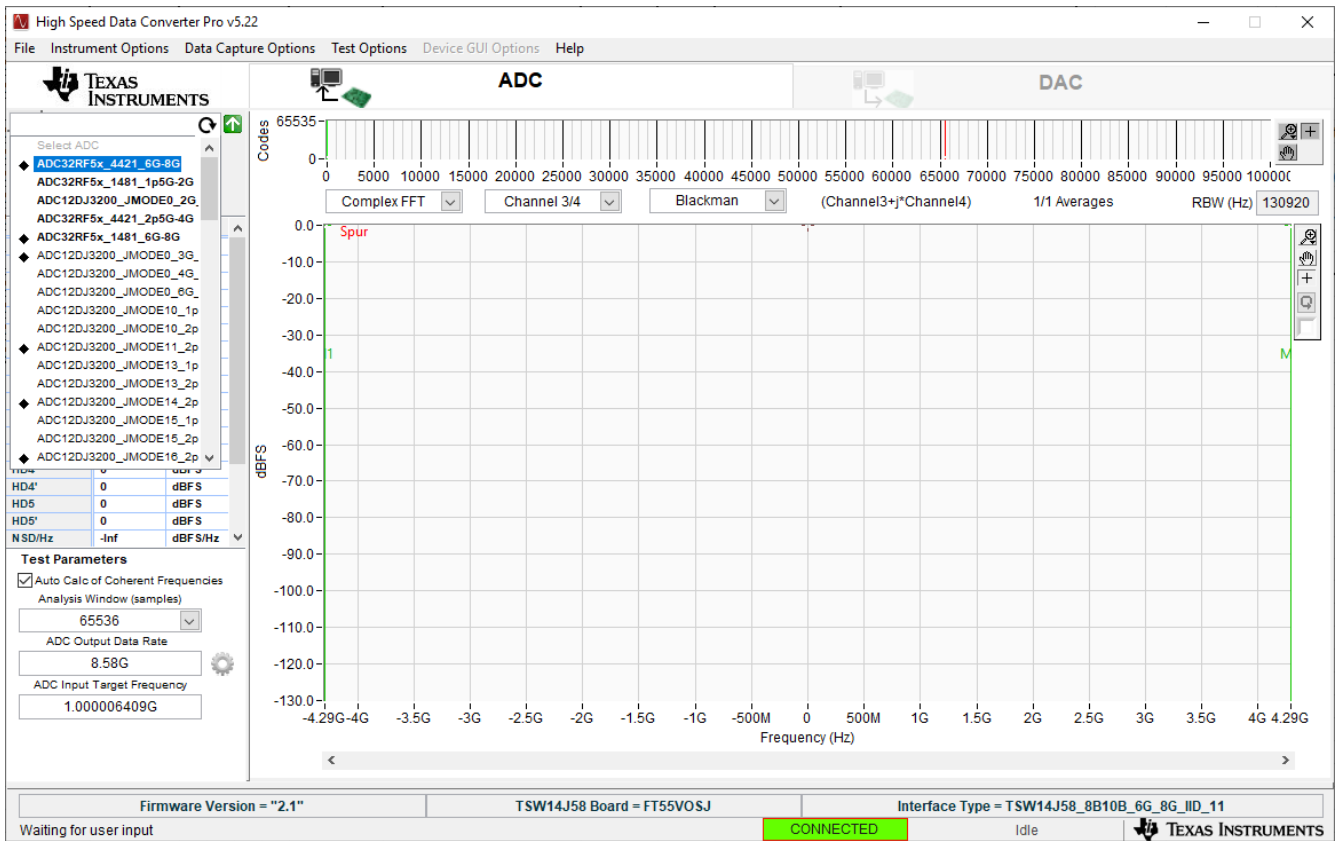 High Speed Data Converter Pro v5.22
File Instrument Options Data Capture Options Test Options Device GUI Options Help
TEXAS INSTRUMENTS
ADC
DAC
Select ADC
ADC32RF5x_4421_6G-8G
ADC32RF5x_1481_1p5G-2G
ADC12DJ3200_JMODE0_2G_
ADC32RF5x_4421_2p5G-4G
ADC32RF5x_1481_6G-8G
ADC12DJ3200_JMODE0_3G_
ADC12DJ3200_JMODE0_4G_
ADC12DJ3200_JMODE0_6G_
ADC12DJ3200_JMODE10_1p
ADC12DJ3200_JMODE10_2p
ADC12DJ3200_JMODE11_2p
ADC12DJ3200_JMODE13_1p
ADC12DJ3200_JMODE13_2p
ADC12DJ3200_JMODE14_2p
ADC12DJ3200_JMODE15_1p
ADC12DJ3200_JMODE15_2p
ADC12DJ3200_JMODE16_2p
HD4' 0 dBFS
HD5 0 dBFS
HD5' 0 dBFS
NSD/Hz -Inf dBFS/Hz
Test Parameters
Auto Calc of Coherent Frequencies
Analysis Window (samples)
65536
ADC Output Data Rate
8.58G
ADC Input Target Frequency
1.000006409G
Codes
65535
0
0 5000 10000 15000 20000 25000 30000 35000 40000 45000 50000 55000 60000 65000 70000 75000 80000 85000 90000 95000 100000
Complex FFT Channel 3/4 Blackman (Channel3+j*Channel4) 1/1 Averages RBW (Hz) 130920
dBFS
0.0
Spur
-10.0
-20.0
-30.0
-40.0
-50.0
-60.0
-70.0
-80.0
-90.0
-100.0
-110.0
-120.0
-130.0
-4.29G -4G -3.5G -3G -2.5G -2G -1.5G -1G -500M 0 500M 1G 1.5G 2G 2.5G 3G 3.5G 4G 4.29G
Frequency (Hz)
Firmware Version = "2.1" TSW14J58 Board = FT55VOSJ Interface Type = TSW14J58_8B10B_6G_8G_IID_11
Waiting for user input CONNECTED Idle TEXAS INSTRUMENTS